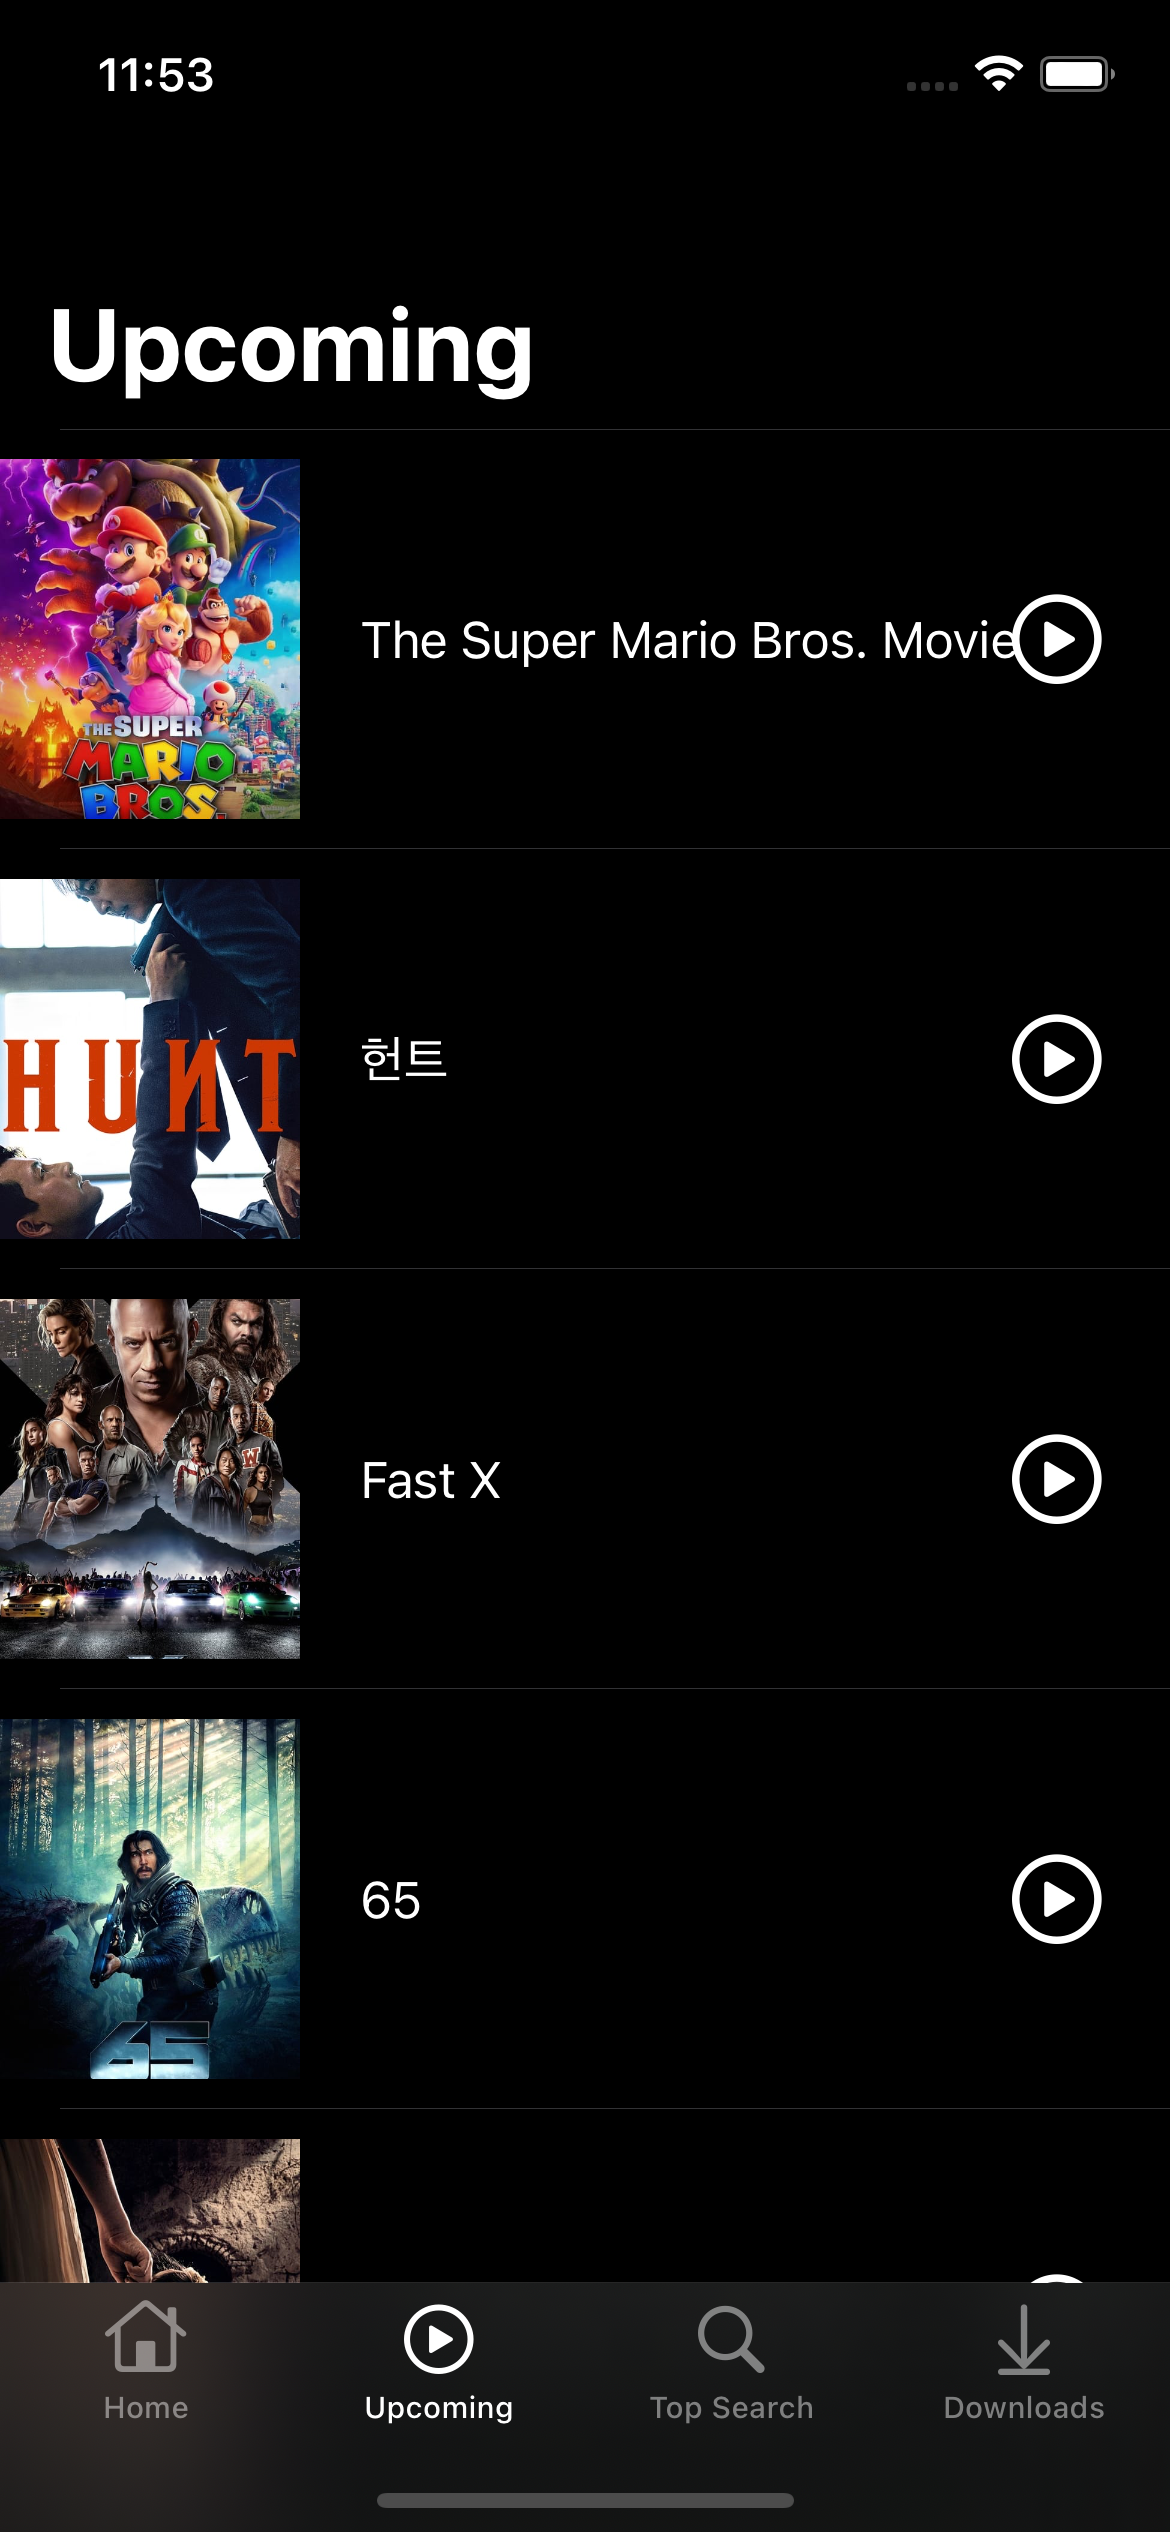 11:53
Upcoming
THE SUPER
MARIO
BROS.
The Super Mario Bros. Movie
HUNT
헌트
Fast X
65
65
Home
Upcoming
Top Search
Downloads